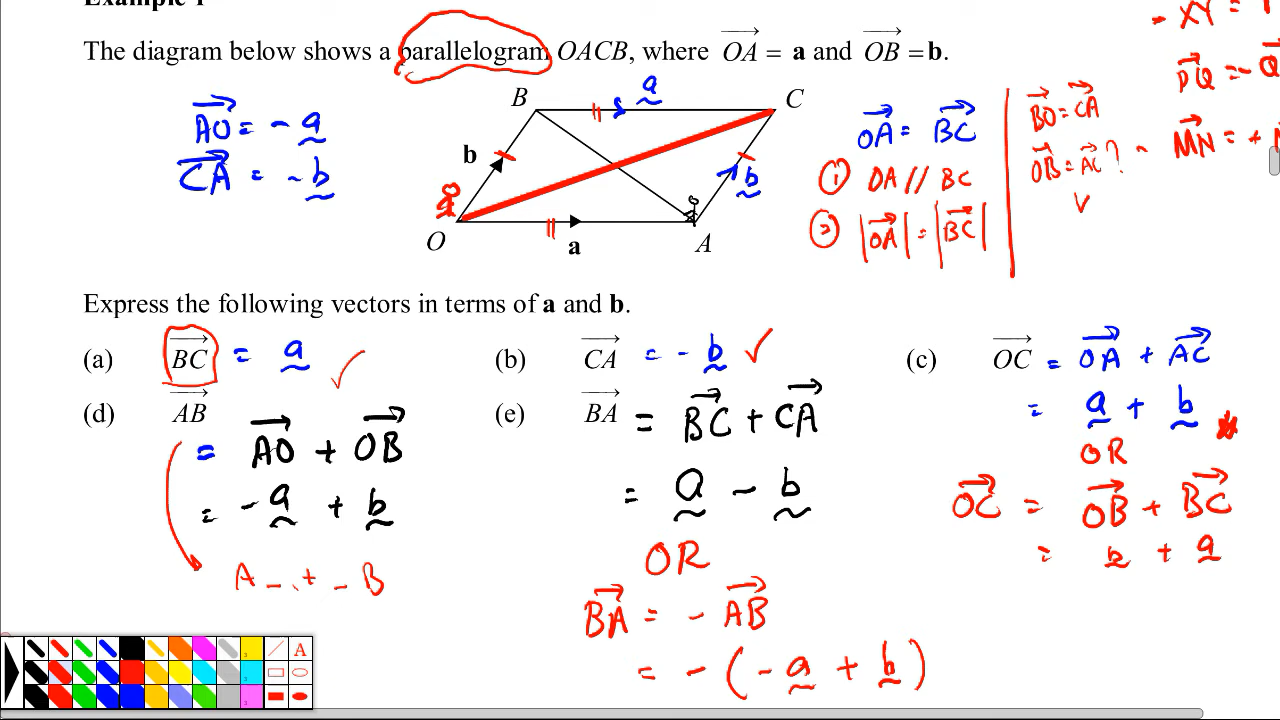 Example 1
The diagram below shows a parallelogram OACB, where OA = a and OB = b.
AO = - a
CA = - b
B
a
C
b
b
O
a
A
OA = BC
① OA // BC
② |OA| = |BC|
BO = CA
OB = AC ?
- XY =
PQ = - Q
~ MN = +
Express the following vectors in terms of a and b.
(a) BC = a
(b) CA = - b
(c) OC = OA + AC
= a + b
OR
OC = OB + BC
= b + a
(d) AB
= AO + OB
= - a + b
A - . + - B
(e) BA = BC + CA
= a - b
OR
BA = - AB
= - ( - a + b )
A